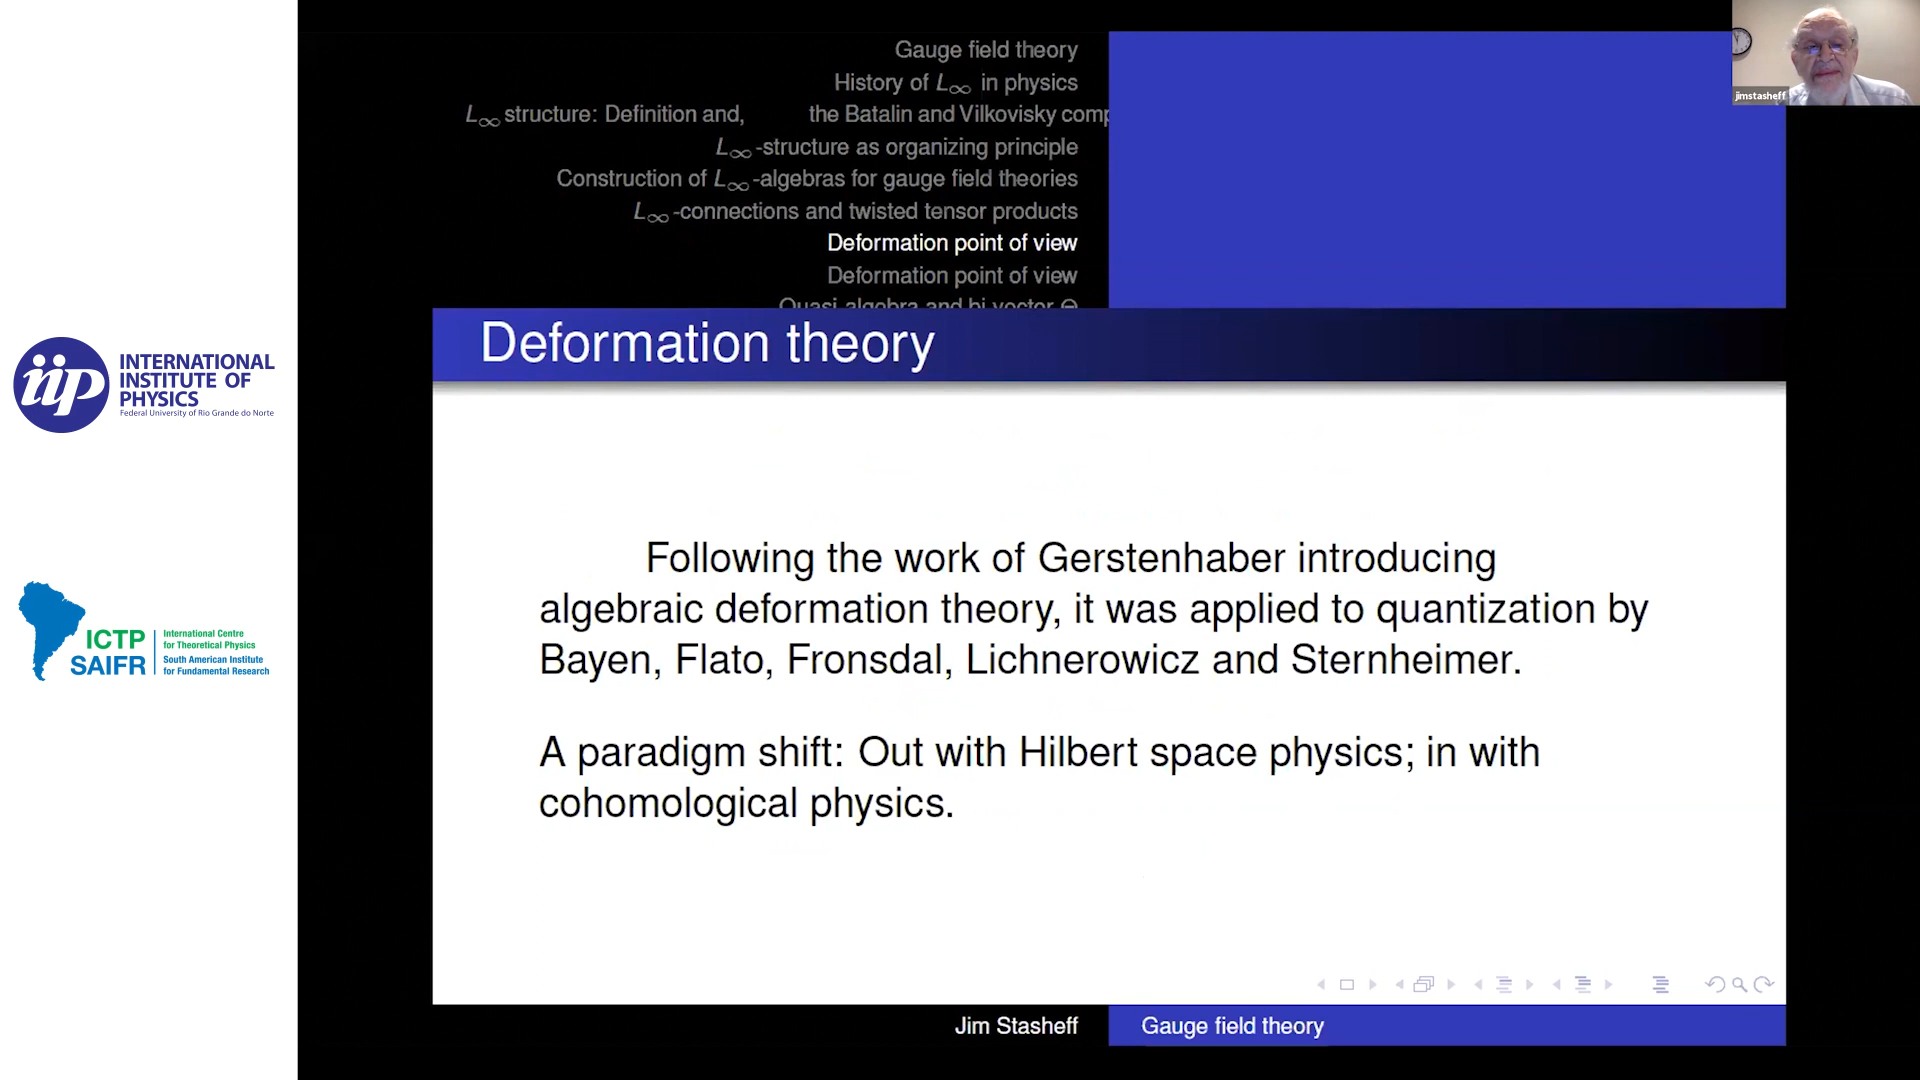 Gauge field theory
History of L∞ in physics
L∞ structure: Definition and, the Batalin and Vilkovisky comp
L∞ -structure as organizing principle
Construction of L∞ -algebras for gauge field theories
L∞ -connections and twisted tensor products
Deformation point of view
Deformation point of view
Quasi-algebra and bi-vector Θ
jimstasheff
Deformation theory
iip
INTERNATIONAL
INSTITUTE OF
PHYSICS
Federal University of Rio Grande do Norte
ICTP
SAIFR
International Centre
for Theoretical Physics
South American Institute
for Fundamental Research
Following the work of Gerstenhaber introducing
algebraic deformation theory, it was applied to quantization by
Bayen, Flato, Fronsdal, Lichnerowicz and Sternheimer.
A paradigm shift: Out with Hilbert space physics; in with
cohomological physics.
Jim Stasheff
Gauge field theory